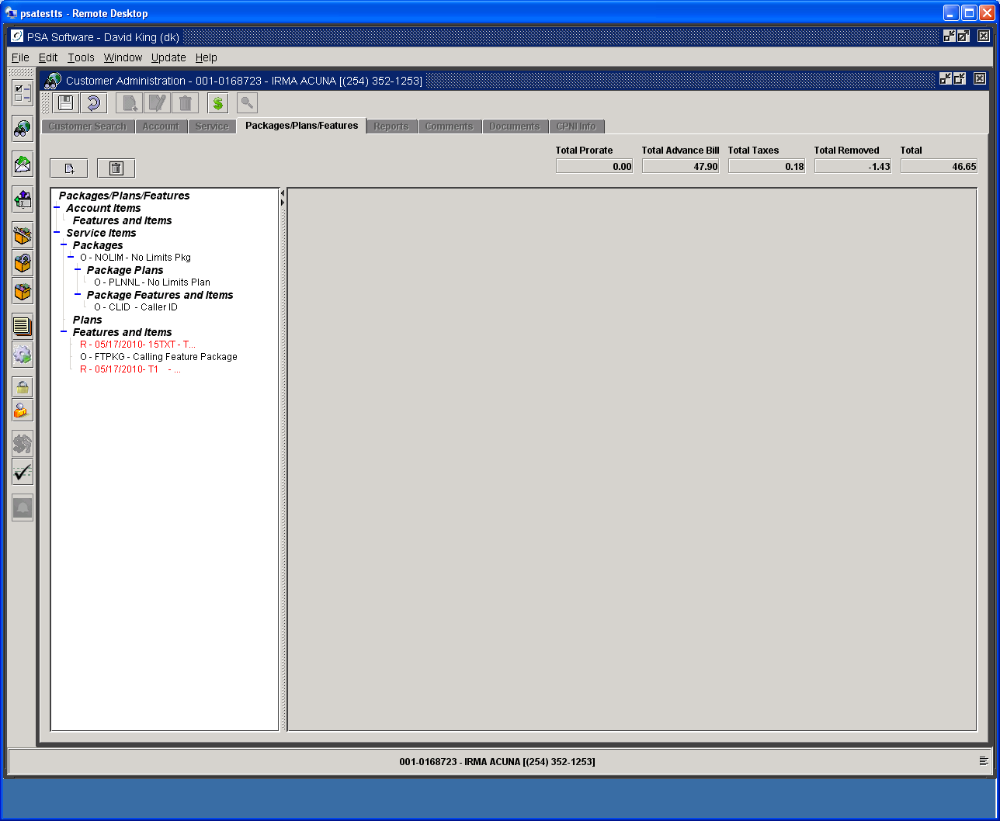 psatestts - Remote Desktop
PSA Software - David King (dk)
File Edit Tools Window Update Help
Customer Administration - 001-0168723 - IRMA ACUNA [(254) 352-1253]
Customer Search Account Service Packages/Plans/Features Reports Comments Documents CPNI Info
Total Prorate Total Advance Bill Total Taxes Total Removed Total
0.00 47.90 0.18 -1.43 46.65
Packages/Plans/Features
Account Items
Features and Items
Service Items
Packages
O - NOLIM - No Limits Pkg
Package Plans
O - PLNNL - No Limits Plan
Package Features and Items
O - CLID - Caller ID
Plans
Features and Items
R - 05/17/2010- 15TXT - T...
O - FTPKG - Calling Feature Package
R - 05/17/2010- T1 - ...
001-0168723 - IRMA ACUNA [(254) 352-1253]